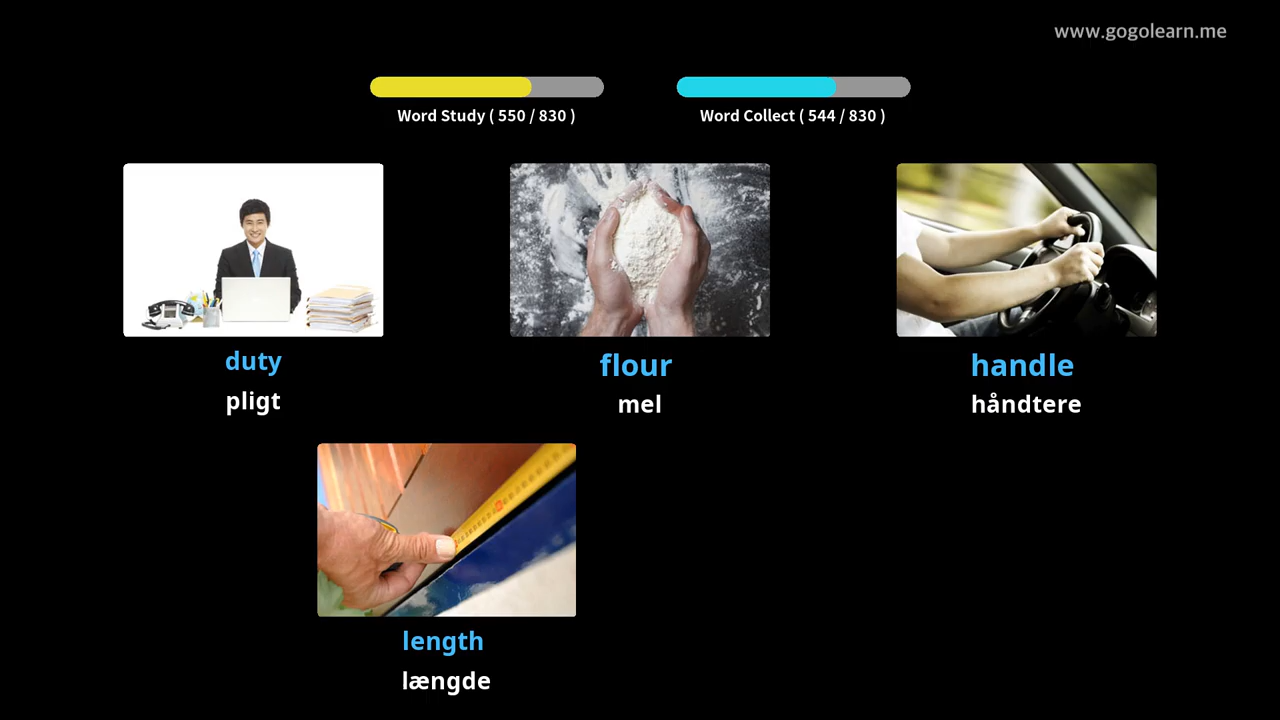 www.gogolearn.me
Word Study ( 550 / 830 )
Word Collect ( 544 / 830 )
duty
pligt
flour
mel
handle
håndtere
length
længde